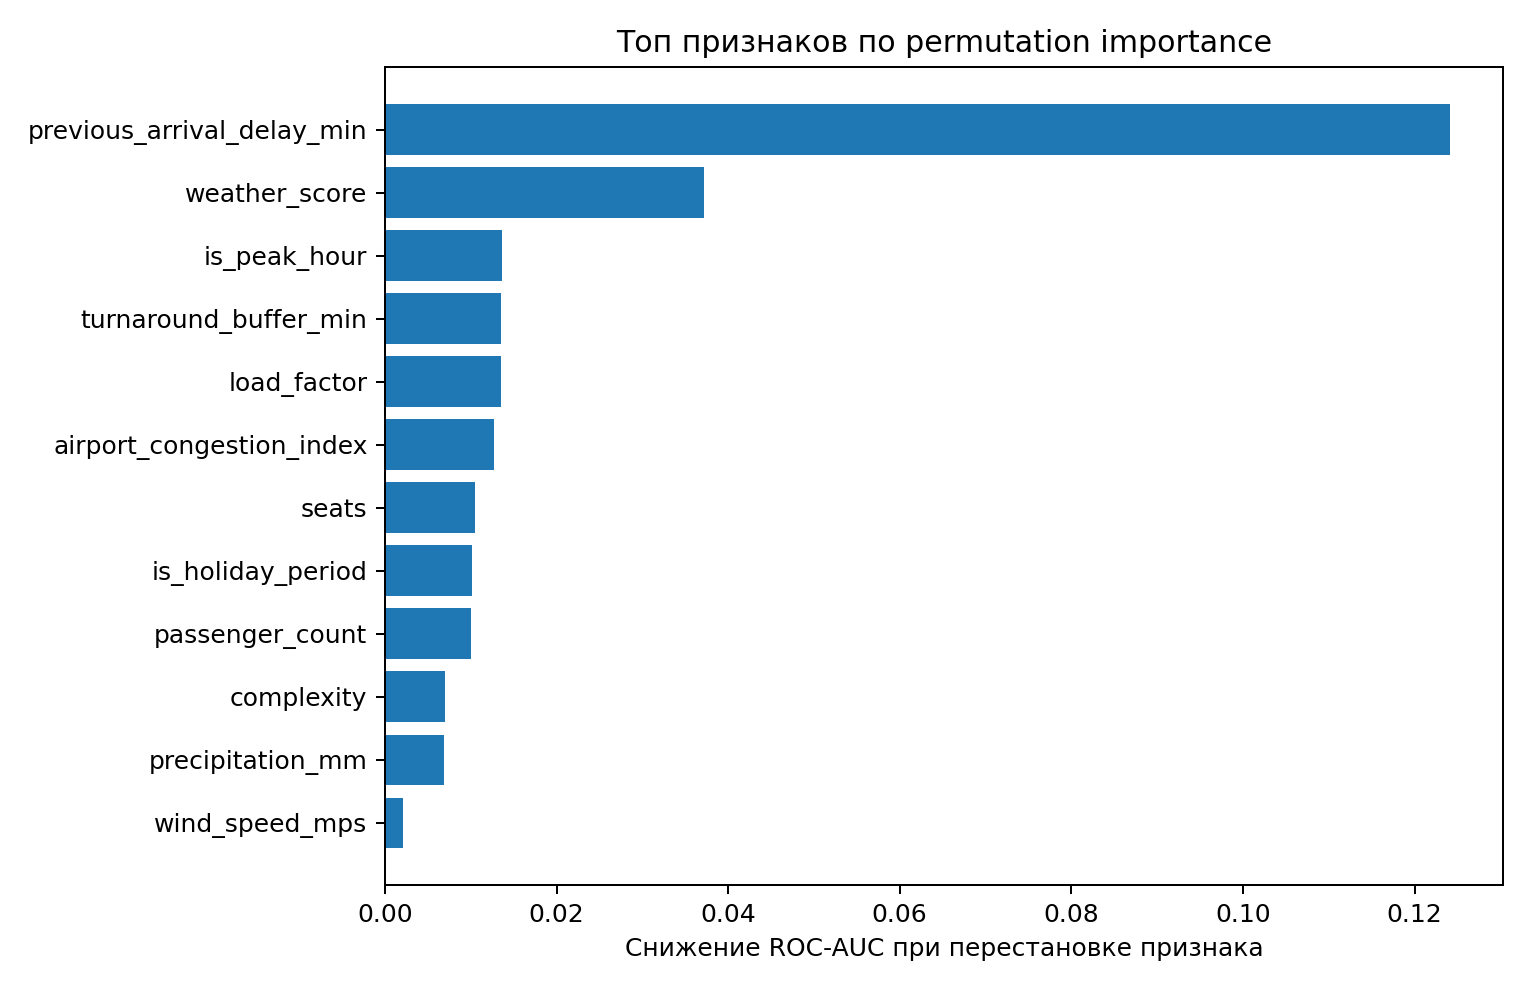 Топ признаков по permutation importance
previous_arrival_delay_min
weather_score
is_peak_hour
turnaround_buffer_min
load_factor
airport_congestion_index
seats
is_holiday_period
passenger_count
complexity
precipitation_mm
wind_speed_mps
0.00 0.02 0.04 0.06 0.08 0.10 0.12
Снижение ROC-AUC при перестановке признака